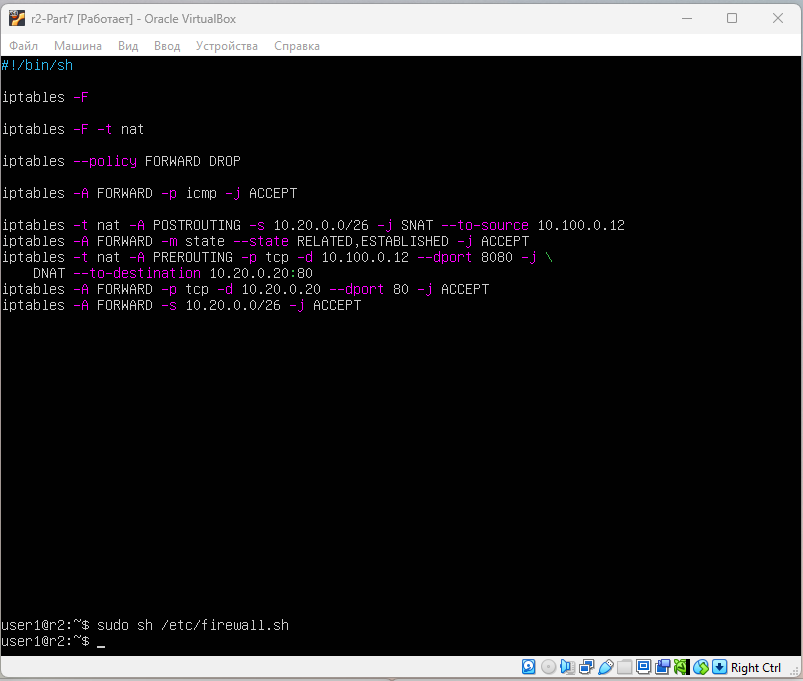 r2-Part7 [Работает] - Oracle VirtualBox
Файл Машина Вид Ввод Устройства Справка
#!/bin/sh
iptables -F
iptables -F -t nat
iptables --policy FORWARD DROP
iptables -A FORWARD -p icmp -j ACCEPT
iptables -t nat -A POSTROUTING -s 10.20.0.0/26 -j SNAT --to-source 10.100.0.12
iptables -A FORWARD -m state --state RELATED,ESTABLISHED -j ACCEPT
iptables -t nat -A PREROUTING -p tcp -d 10.100.0.12 --dport 8080 -j \
    DNAT --to-destination 10.20.0.20:80
iptables -A FORWARD -p tcp -d 10.20.0.20 --dport 80 -j ACCEPT
iptables -A FORWARD -s 10.20.0.0/26 -j ACCEPT
user1@r2:~$ sudo sh /etc/firewall.sh
user1@r2:~$ _
Right Ctrl